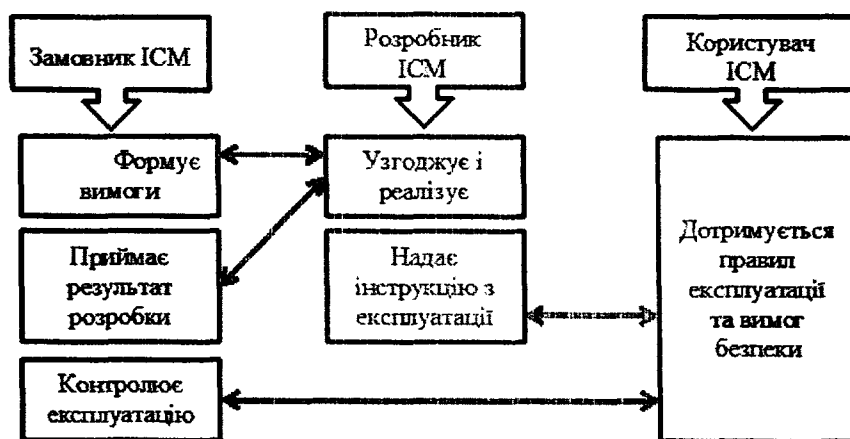 Замовник ІСМ
Розробник
ІСМ
Користувач
ІСМ
Формує
вимоги
Узгоджує і
реалізує
Приймає
результат
розробки
Надає
інструкцію з
експлуатації
Дотримується
правил
експлуатації
та вимог
безпеки
Контролює
експлуатацію